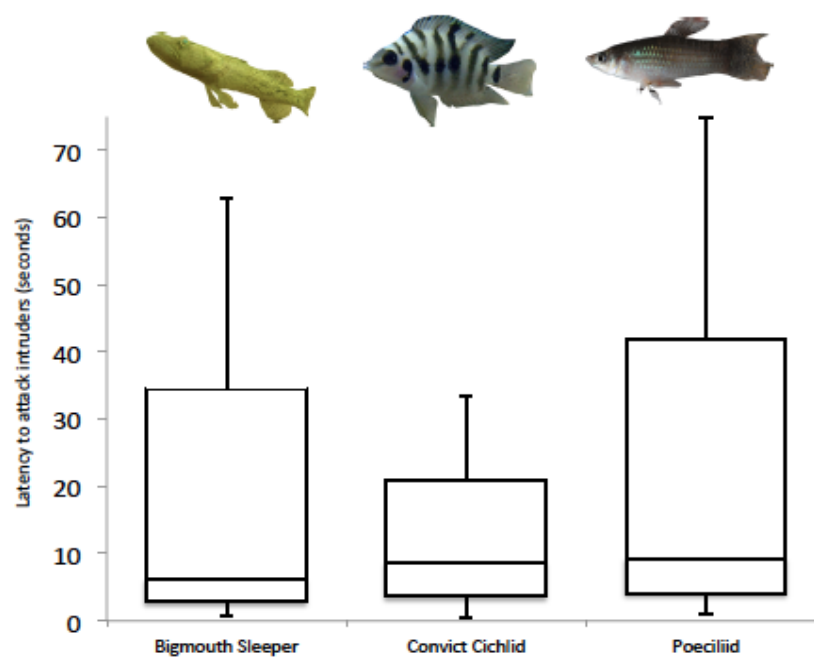 Latency to attack intruders (seconds)
70
60
50
40
30
20
10
0
Bigmouth Sleeper
Convict Cichlid
Poeciliid